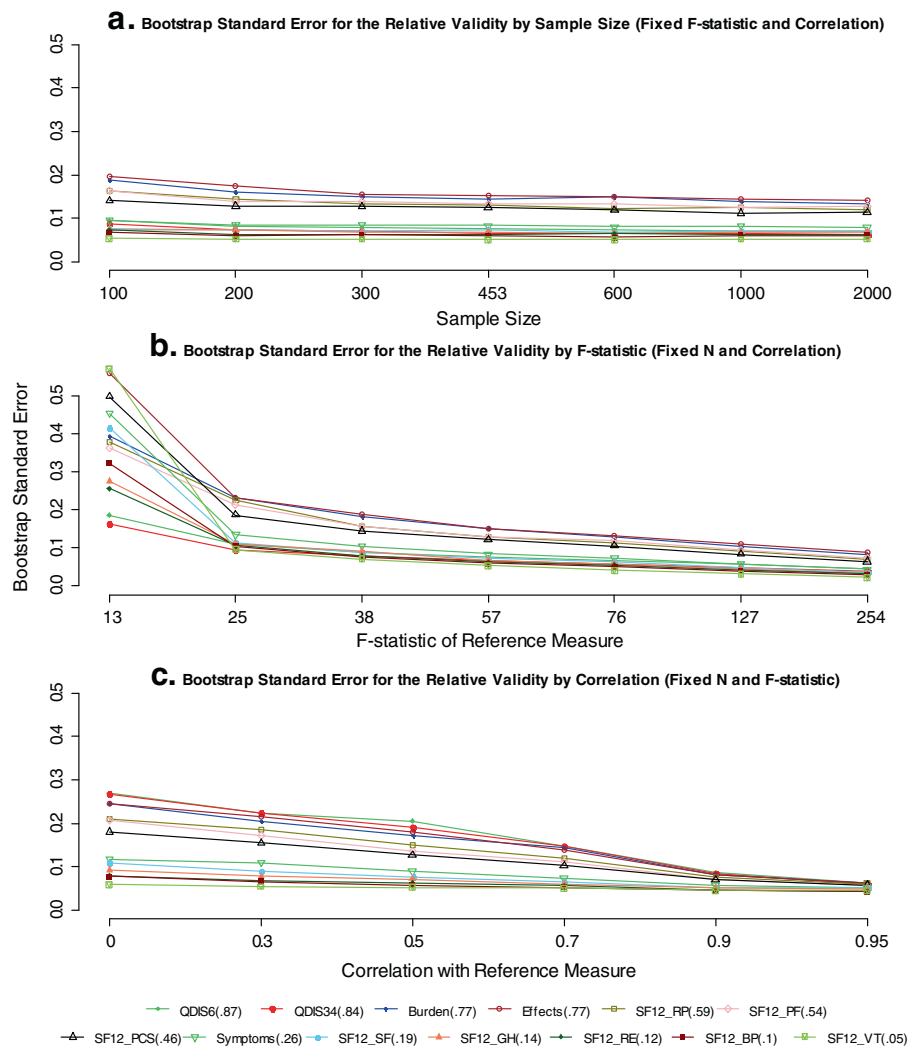 a. Bootstrap Standard Error for the Relative Validity by Sample Size (Fixed F-statistic and Correlation)
0.5
0.4
0.3
0.2
0.1
0.0
100 200 300 453 600 1000 2000
Sample Size
b. Bootstrap Standard Error for the Relative Validity by F-statistic (Fixed N and Correlation)
Bootstrap Standard Error
0.5
0.4
0.3
0.2
0.1
0.0
13 25 38 57 76 127 254
F-statistic of Reference Measure
c. Bootstrap Standard Error for the Relative Validity by Correlation (Fixed N and F-statistic)
0.5
0.4
0.3
0.2
0.1
0.0
0 0.3 0.5 0.7 0.9 0.95
Correlation with Reference Measure
QDIS6(.87) QDIS34(.84) Burden(.77) Effects(.77) SF12_RP(.59) SF12_PF(.54)
SF12_PCS(.46) Symptoms(.26) SF12_SF(.19) SF12_GH(.14) SF12_RE(.12) SF12_BP(.1) SF12_VT(.05)